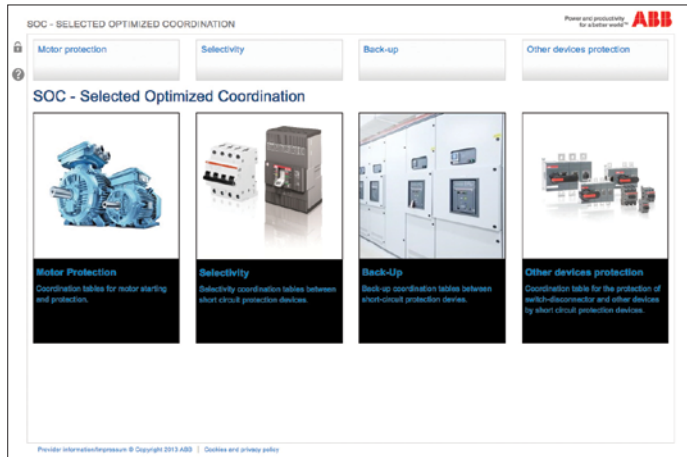 SOC - SELECTED OPTIMIZED COORDINATION
Power and productivity
for a better world™
ABB
Motor protection
Selectivity
Back-up
Other devices protection
SOC - Selected Optimized Coordination
Motor Protection
Coordination tables for motor starting
and protection.
Selectivity
Selectivity coordination tables between
short circuit protection devices.
Back-Up
Back-up coordination tables between
short-circuit protection devies.
Other devices protection
Coordination table for the protection of
switch-disconnector and other devices
by short circuit protection devices.
Provider information/Impressum © Copyright 2013 ABB | Cookies and privacy policy